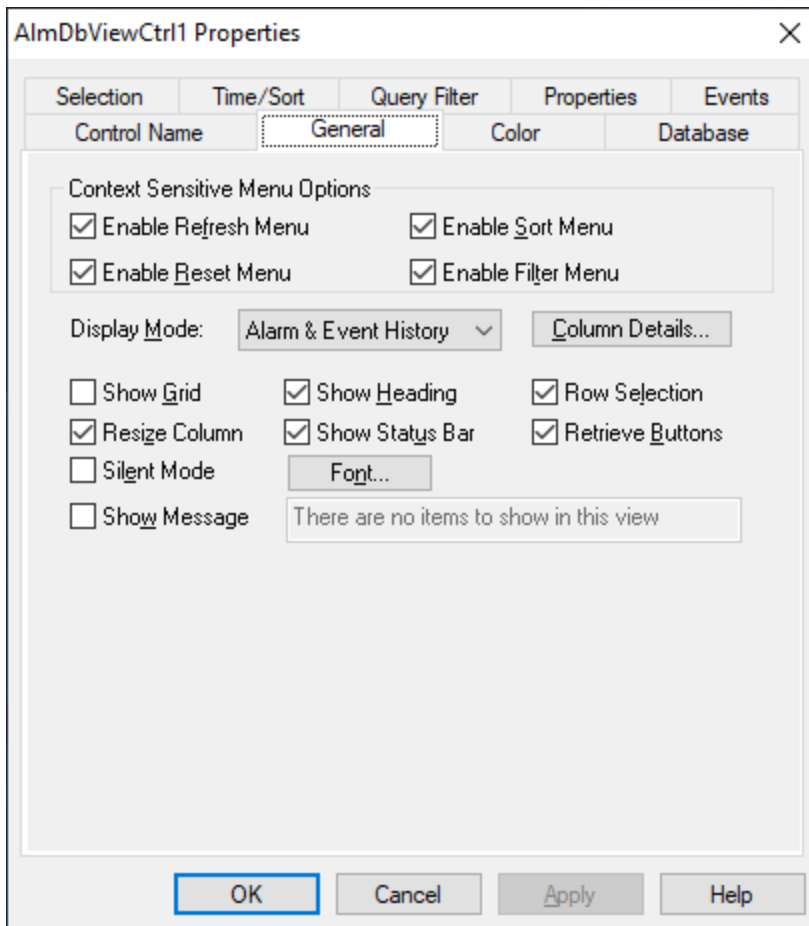 AlmDbViewCtrl1 Properties
Selection Time/Sort Query Filter Properties Events
Control Name General Color Database
Context Sensitive Menu Options
Enable Refresh Menu Enable Sort Menu
Enable Reset Menu Enable Filter Menu
Display Mode: Alarm & Event History Column Details...
Show Grid Show Heading Row Selection
Resize Column Show Status Bar Retrieve Buttons
Silent Mode Font...
Show Message There are no items to show in this view
OK Cancel Apply Help